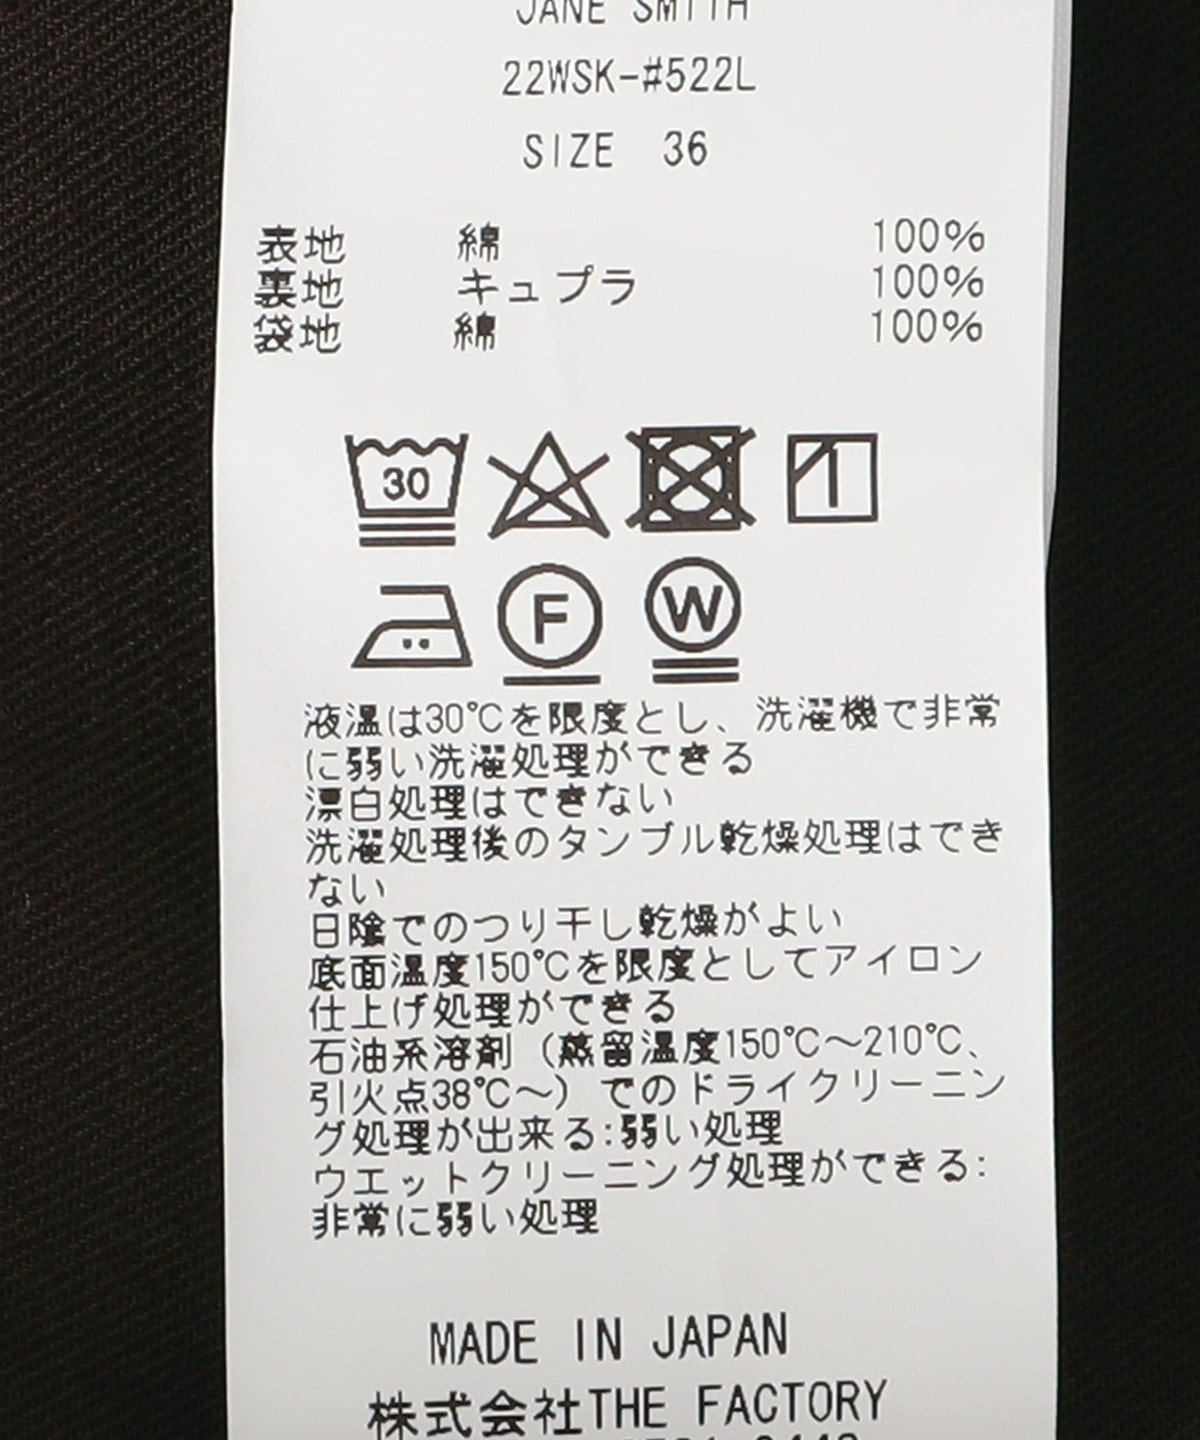 JANE SMITH
22WSK-#522L
SIZE 36
表地 綿 100%
裏地 キュプラ 100%
袋地 綿 100%
30
F W
液温は30℃を限度とし、洗濯機で非常
に弱い洗濯処理ができる
漂白処理はできない
洗濯処理後のタンブル乾燥処理はでき
ない
日陰でのつり干し乾燥がよい
底面温度150℃を限度としてアイロン
仕上げ処理ができる
石油系溶剤（蒸留温度150℃～210℃、
引火点38℃～）でのドライクリーニン
グ処理が出来る:弱い処理
ウエットクリーニング処理ができる:
非常に弱い処理
MADE IN JAPAN
株式会社THE FACTORY